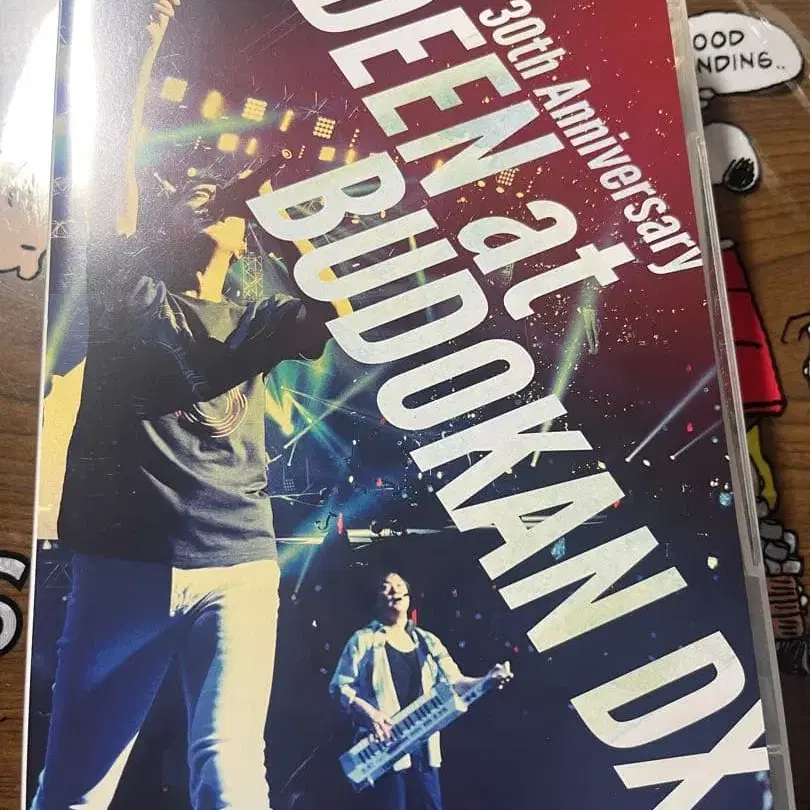 30th Anniversary
DEEN at
BUDOKAN DX
OOD
NDING..